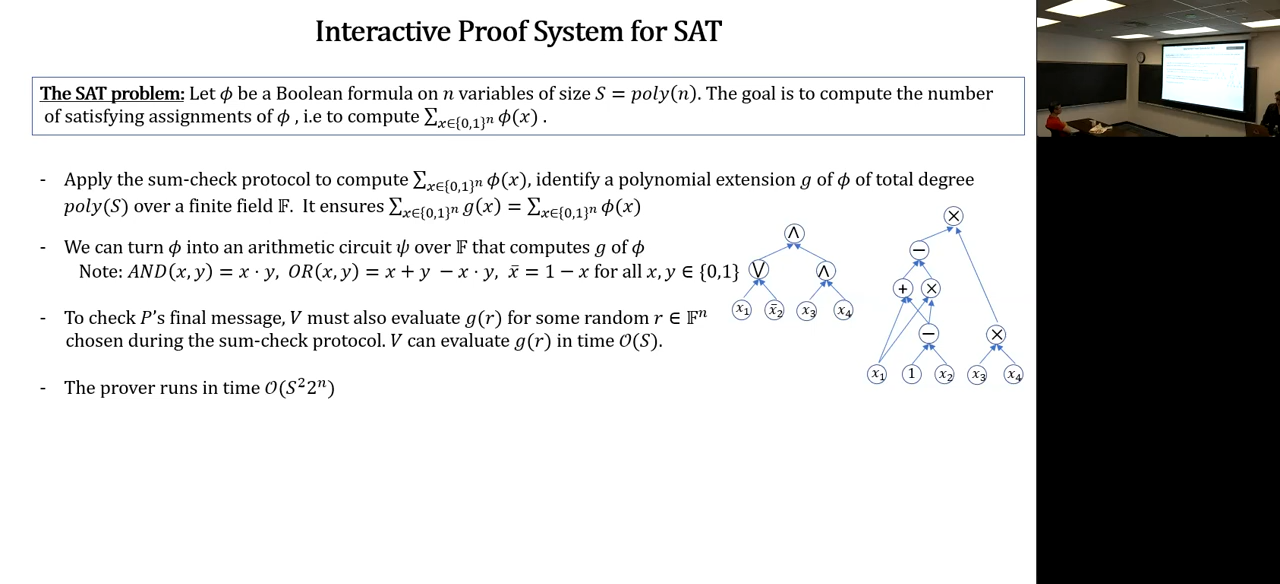 Interactive Proof System for SAT
The SAT problem: Let ϕ be a Boolean formula on n variables of size S = poly(n). The goal is to compute the number
of satisfying assignments of ϕ , i.e to compute ∑ₓ∈{0,1}ⁿ ϕ(x) .
- Apply the sum-check protocol to compute ∑ₓ∈{0,1}ⁿ ϕ(x), identify a polynomial extension g of ϕ of total degree
poly(S) over a finite field 𝔽. It ensures ∑ₓ∈{0,1}ⁿ g(x) = ∑ₓ∈{0,1}ⁿ ϕ(x)
- We can turn ϕ into an arithmetic circuit ψ over 𝔽 that computes g of ϕ
Note: AND(x, y) = x · y, OR(x, y) = x + y − x · y, x̄ = 1 − x for all x, y ∈ {0,1}
- To check P's final message, V must also evaluate g(r) for some random r ∈ 𝔽ⁿ
chosen during the sum-check protocol. V can evaluate g(r) in time 𝒪(S).
- The prover runs in time 𝒪(S²2ⁿ)
∧
∨ ∧
x₁ x̄₂ x₃ x₄
×
−
+ ×
− ×
x₁ 1 x₂ x₃ x₄